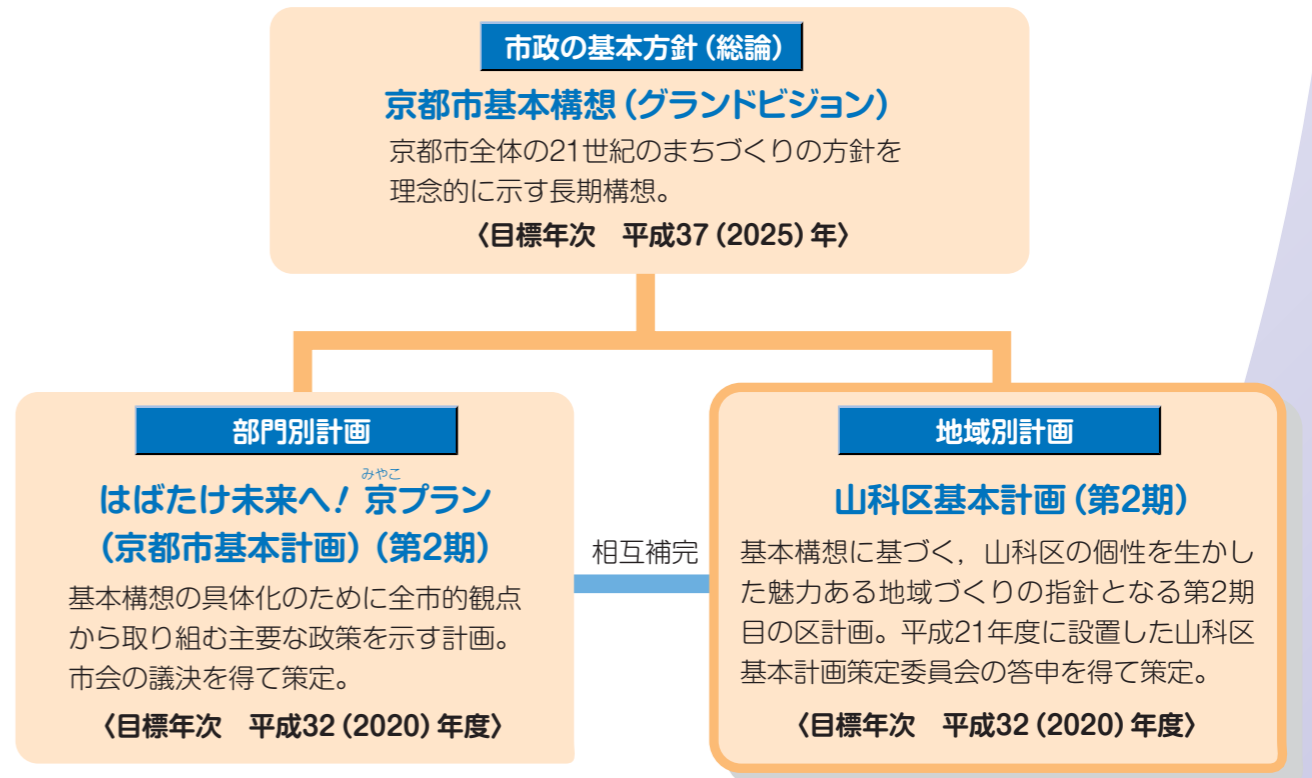 市政の基本方針（総論）
京都市基本構想（グランドビジョン）
京都市全体の21世紀のまちづくりの方針を
理念的に示す長期構想。
〈目標年次　平成37（2025）年〉
部門別計画
みやこ
はばたけ未来へ！京プラン
（京都市基本計画）（第2期）
基本構想の具体化のために全市的観点
から取り組む主要な政策を示す計画。
市会の議決を得て策定。
〈目標年次　平成32（2020）年度〉
相互補完
地域別計画
山科区基本計画（第2期）
基本構想に基づく，山科区の個性を生かし
た魅力ある地域づくりの指針となる第2期
目の区計画。平成21年度に設置した山科区
基本計画策定委員会の答申を得て策定。
〈目標年次　平成32（2020）年度〉